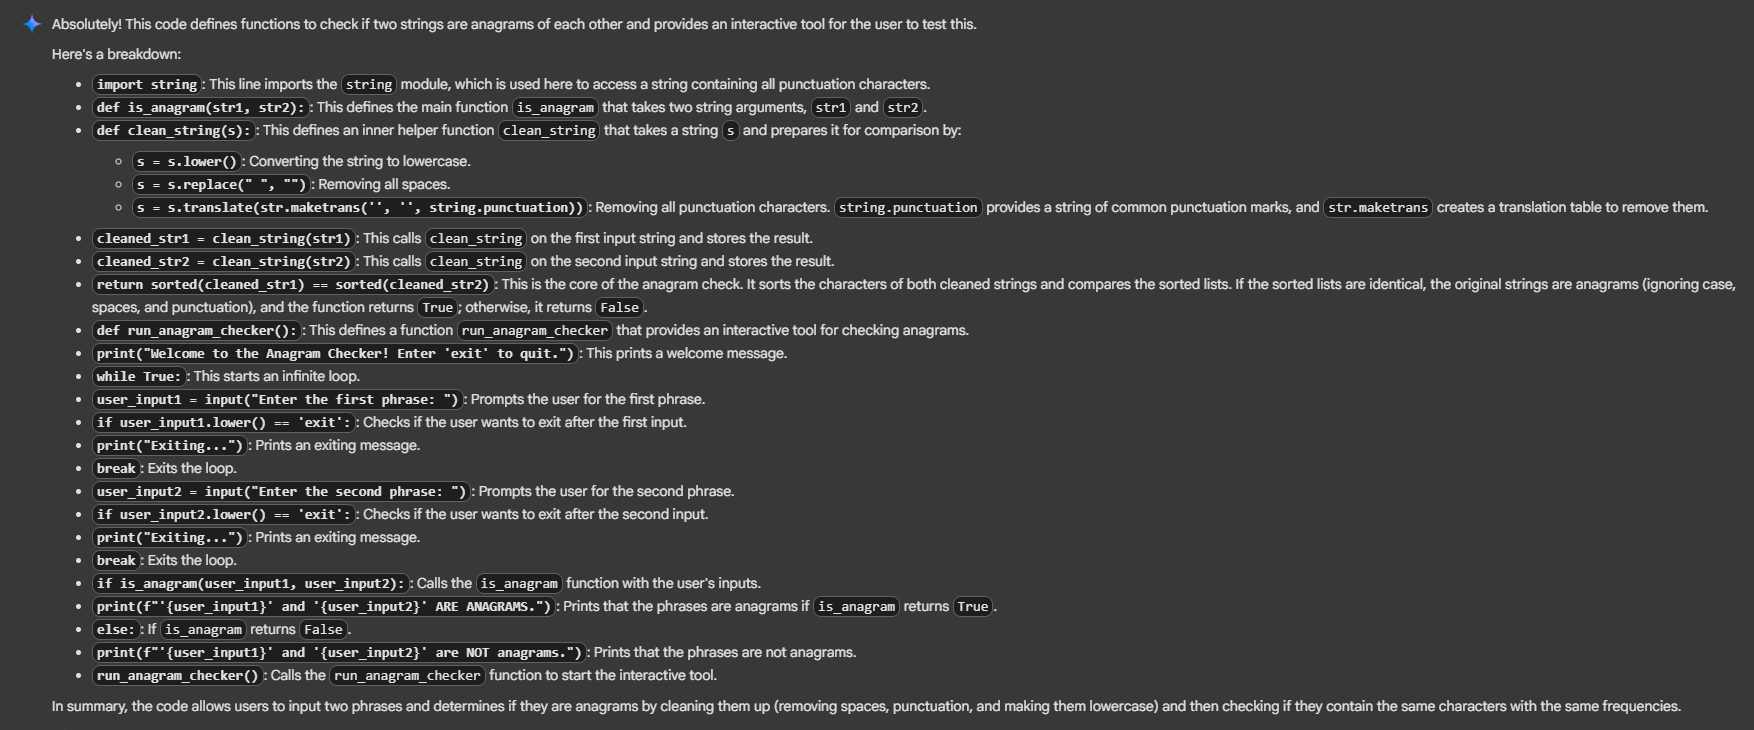 Absolutely! This code defines functions to check if two strings are anagrams of each other and provides an interactive tool for the user to test this.
Here's a breakdown:
• import string: This line imports the string module, which is used here to access a string containing all punctuation characters.
• def is_anagram(str1, str2):: This defines the main function is_anagram that takes two string arguments, str1 and str2.
• def clean_string(s):: This defines an inner helper function clean_string that takes a string s and prepares it for comparison by:
◦ s = s.lower(): Converting the string to lowercase.
◦ s = s.replace(" ", ""): Removing all spaces.
◦ s = s.translate(str.maketrans('', '', string.punctuation)): Removing all punctuation characters. string.punctuation provides a string of common punctuation marks, and str.maketrans creates a translation table to remove them.
• cleaned_str1 = clean_string(str1): This calls clean_string on the first input string and stores the result.
• cleaned_str2 = clean_string(str2): This calls clean_string on the second input string and stores the result.
• return sorted(cleaned_str1) == sorted(cleaned_str2): This is the core of the anagram check. It sorts the characters of both cleaned strings and compares the sorted lists. If the sorted lists are identical, the original strings are anagrams (ignoring case,
spaces, and punctuation), and the function returns True; otherwise, it returns False.
• def run_anagram_checker():: This defines a function run_anagram_checker that provides an interactive tool for checking anagrams.
• print("Welcome to the Anagram Checker! Enter 'exit' to quit."): This prints a welcome message.
• while True:: This starts an infinite loop.
• user_input1 = input("Enter the first phrase: "): Prompts the user for the first phrase.
• if user_input1.lower() == 'exit':: Checks if the user wants to exit after the first input.
• print("Exiting..."): Prints an exiting message.
• break: Exits the loop.
• user_input2 = input("Enter the second phrase: "): Prompts the user for the second phrase.
• if user_input2.lower() == 'exit':: Checks if the user wants to exit after the second input.
• print("Exiting..."): Prints an exiting message.
• break: Exits the loop.
• if is_anagram(user_input1, user_input2):: Calls the is_anagram function with the user's inputs.
• print(f"'{user_input1}' and '{user_input2}' ARE ANAGRAMS."): Prints that the phrases are anagrams if is_anagram returns True.
• else:: If is_anagram returns False.
• print(f"'{user_input1}' and '{user_input2}' are NOT anagrams."): Prints that the phrases are not anagrams.
• run_anagram_checker(): Calls the run_anagram_checker function to start the interactive tool.
In summary, the code allows users to input two phrases and determines if they are anagrams by cleaning them up (removing spaces, punctuation, and making them lowercase) and then checking if they contain the same characters with the same frequencies.